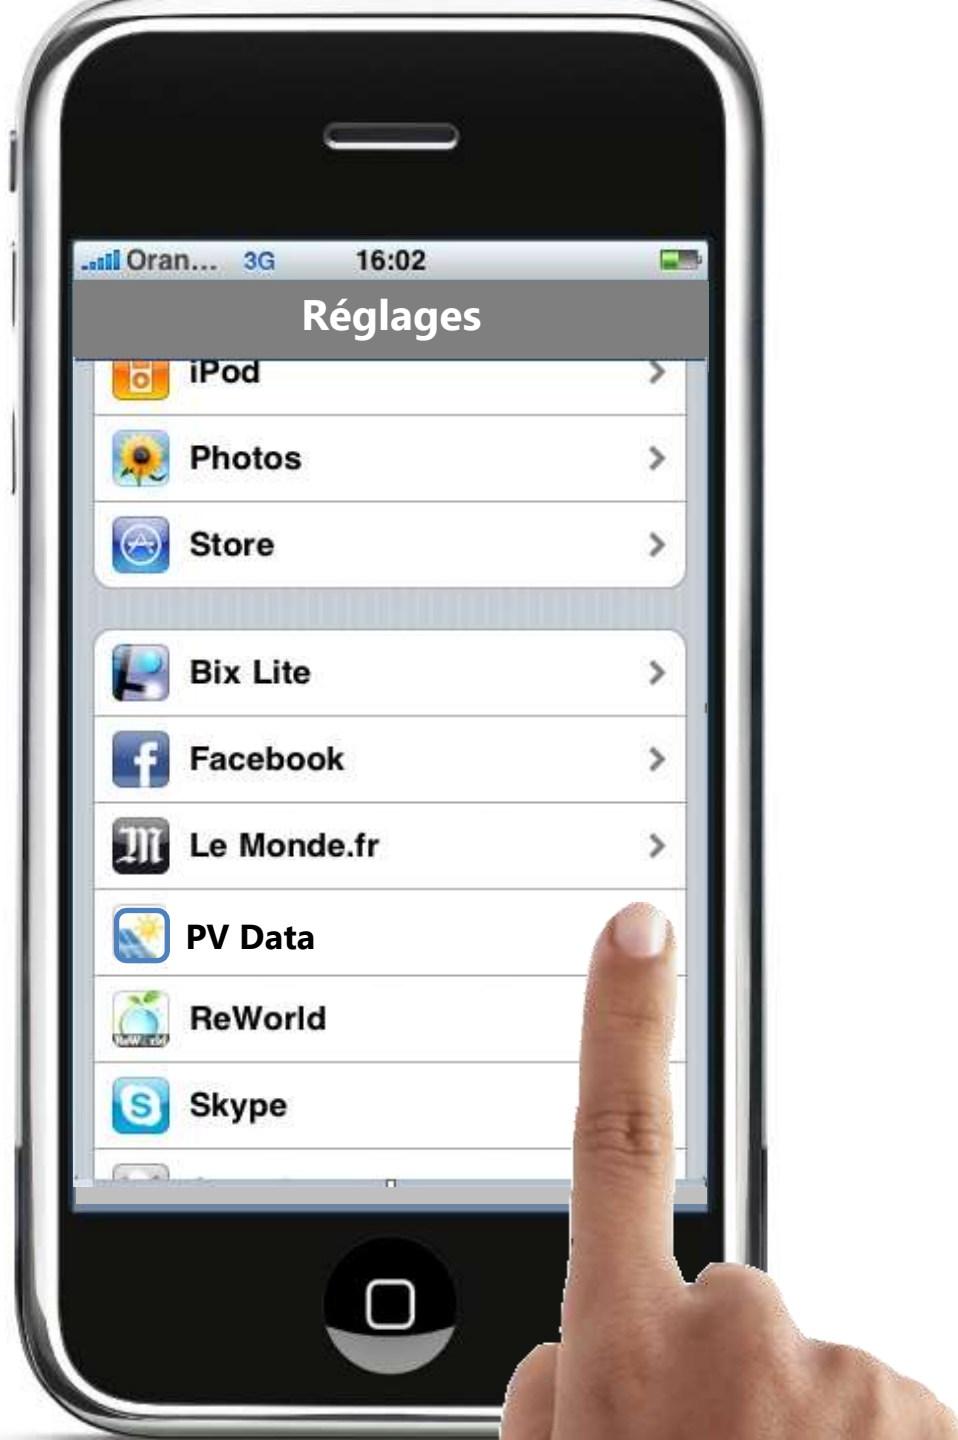 Oran... 3G 16:02
Réglages
iPod
Photos
Store
Bix Lite
Facebook
Le Monde.fr
PV Data
ReWorld
Skype